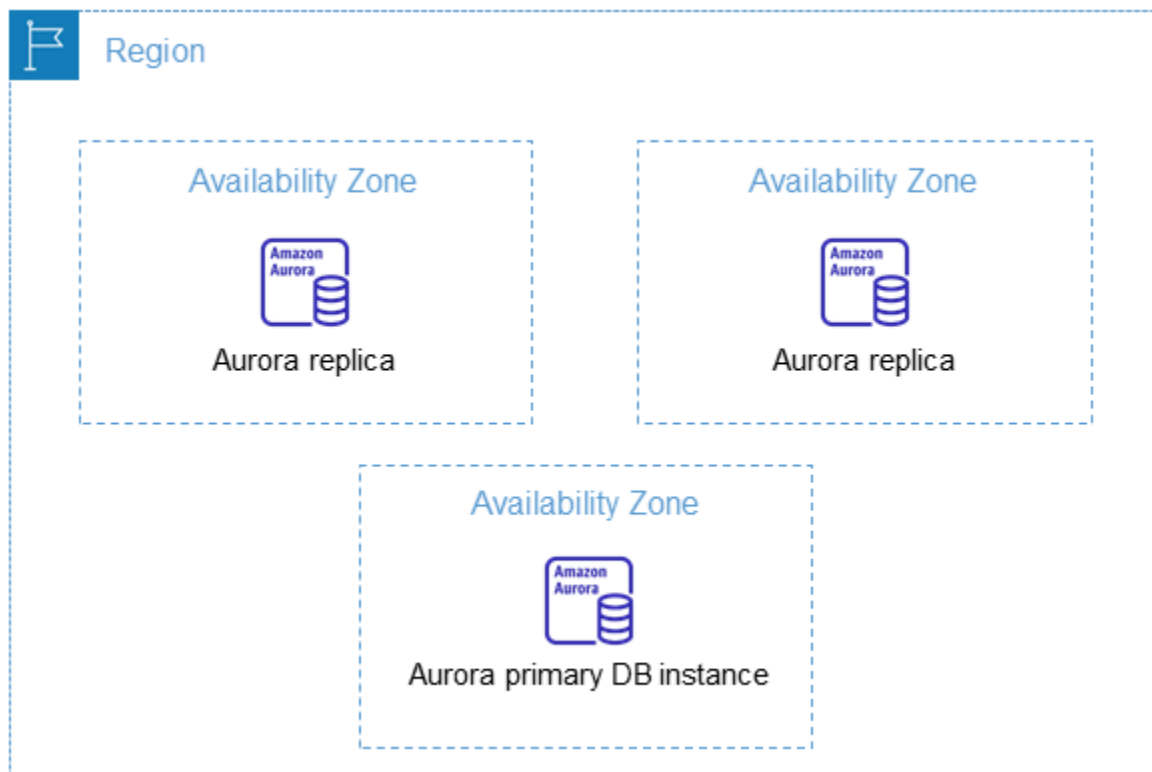 Region
Availability Zone
Amazon
Aurora
Aurora replica
Availability Zone
Amazon
Aurora
Aurora replica
Availability Zone
Amazon
Aurora
Aurora primary DB instance